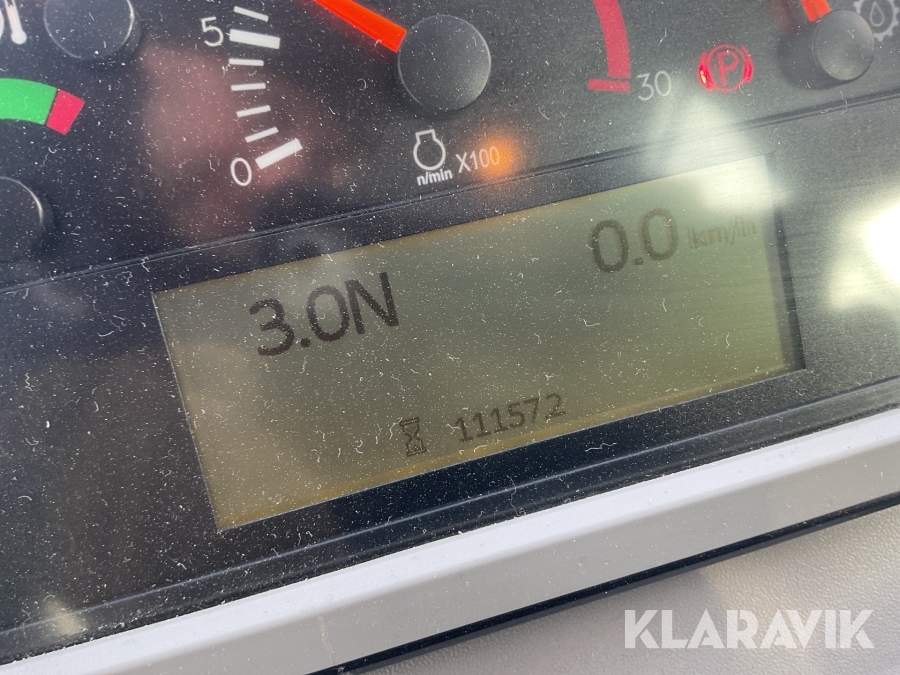 5
0
n/min X100
30
P
0.0 km/h
3.0N
111572
KLARAVIK